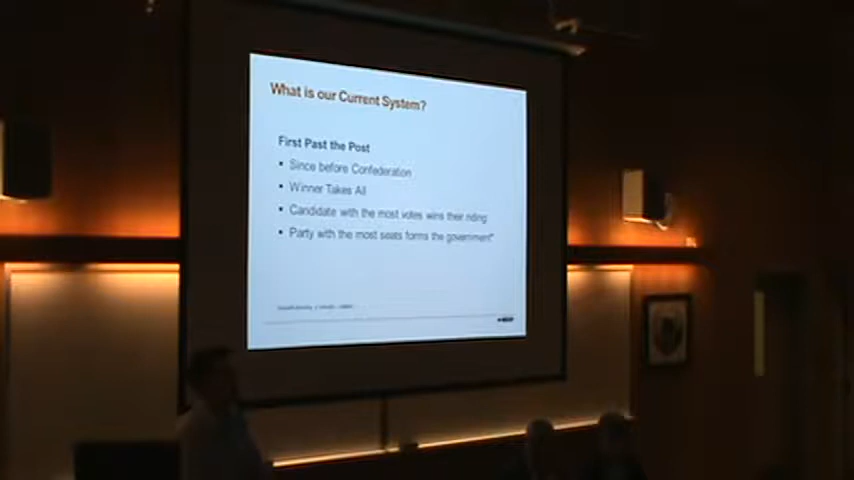 What is our Current System?
First Past the Post
▪ Since before Confederation
▪ Winner Takes All
▪ Candidate with the most votes wins their riding
▪ Party with the most seats forms the government*